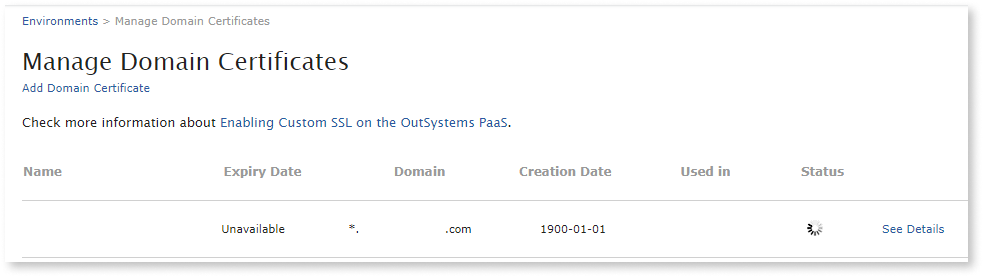 Environments > Manage Domain Certificates
Manage Domain Certificates
Add Domain Certificate
Check more information about Enabling Custom SSL on the OutSystems PaaS.
Name Expiry Date Domain Creation Date Used in Status
Unavailable *. .com 1900-01-01 See Details